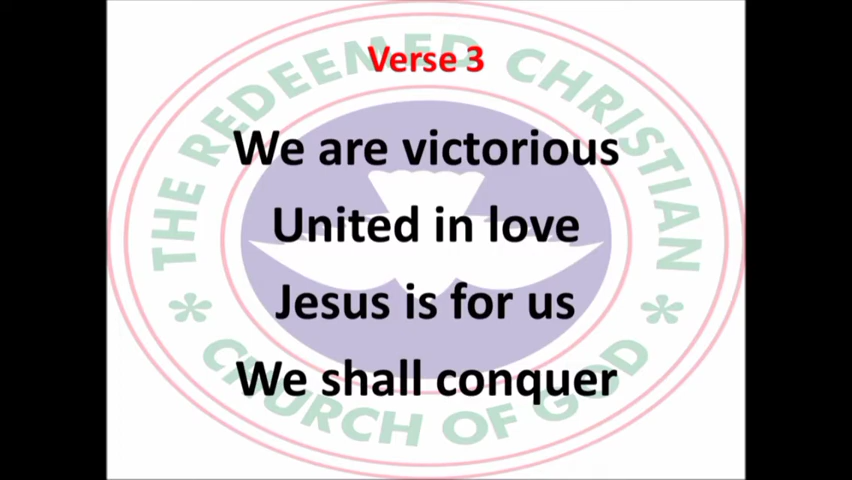 Verse 3
We are victorious
United in love
Jesus is for us
We shall conquer
THE REDEEMED CHRISTIAN
* CHURCH OF GOD *